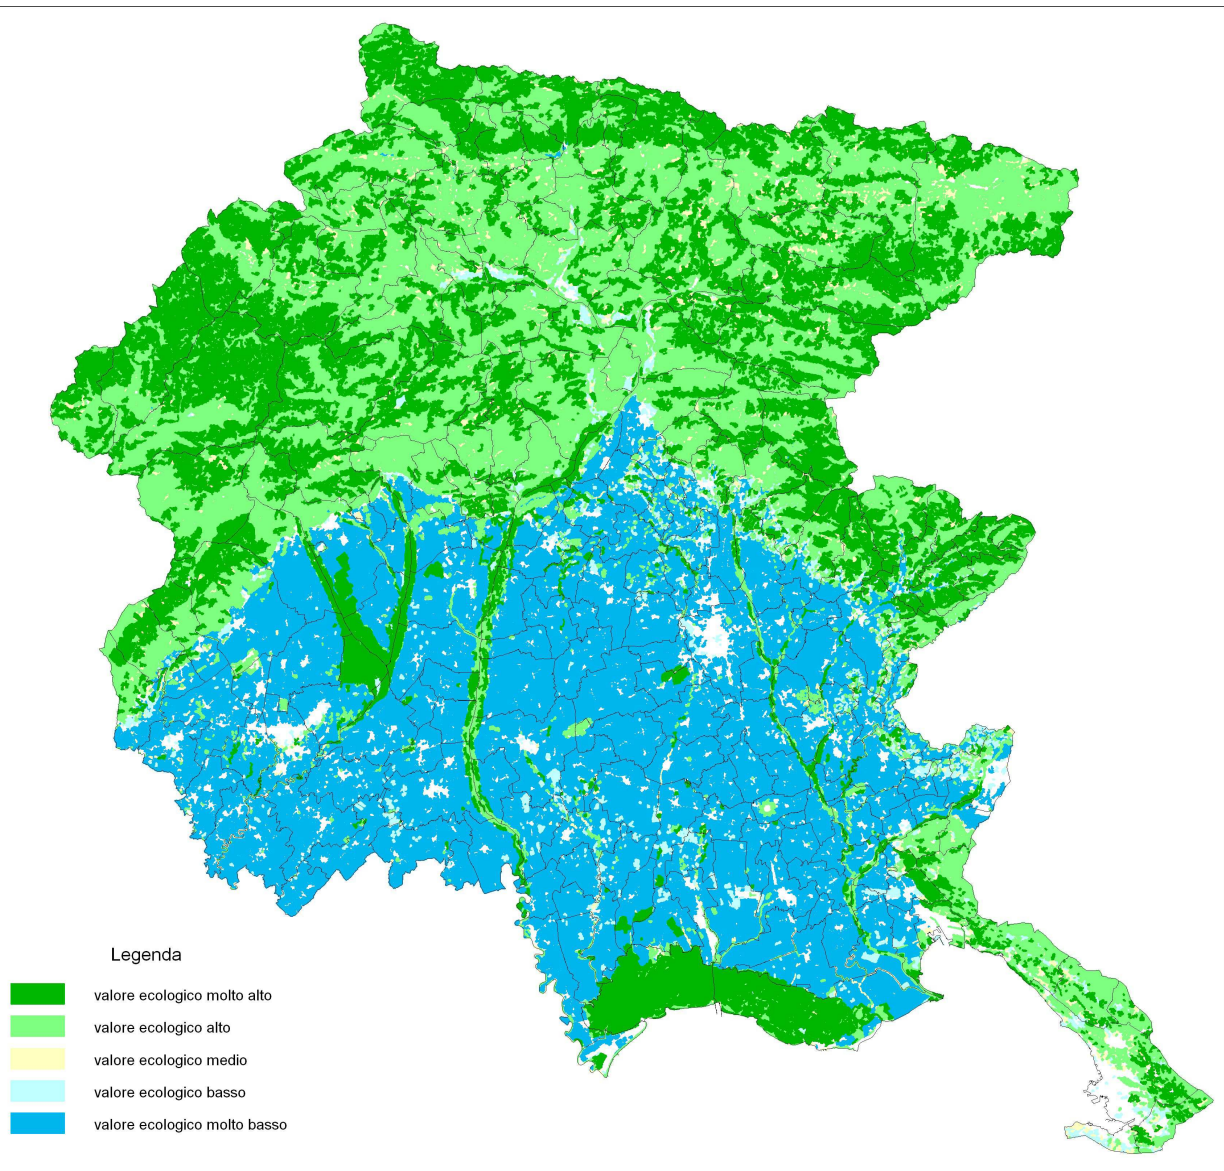 Legenda
valore ecologico molto alto
valore ecologico alto
valore ecologico medio
valore ecologico basso
valore ecologico molto basso